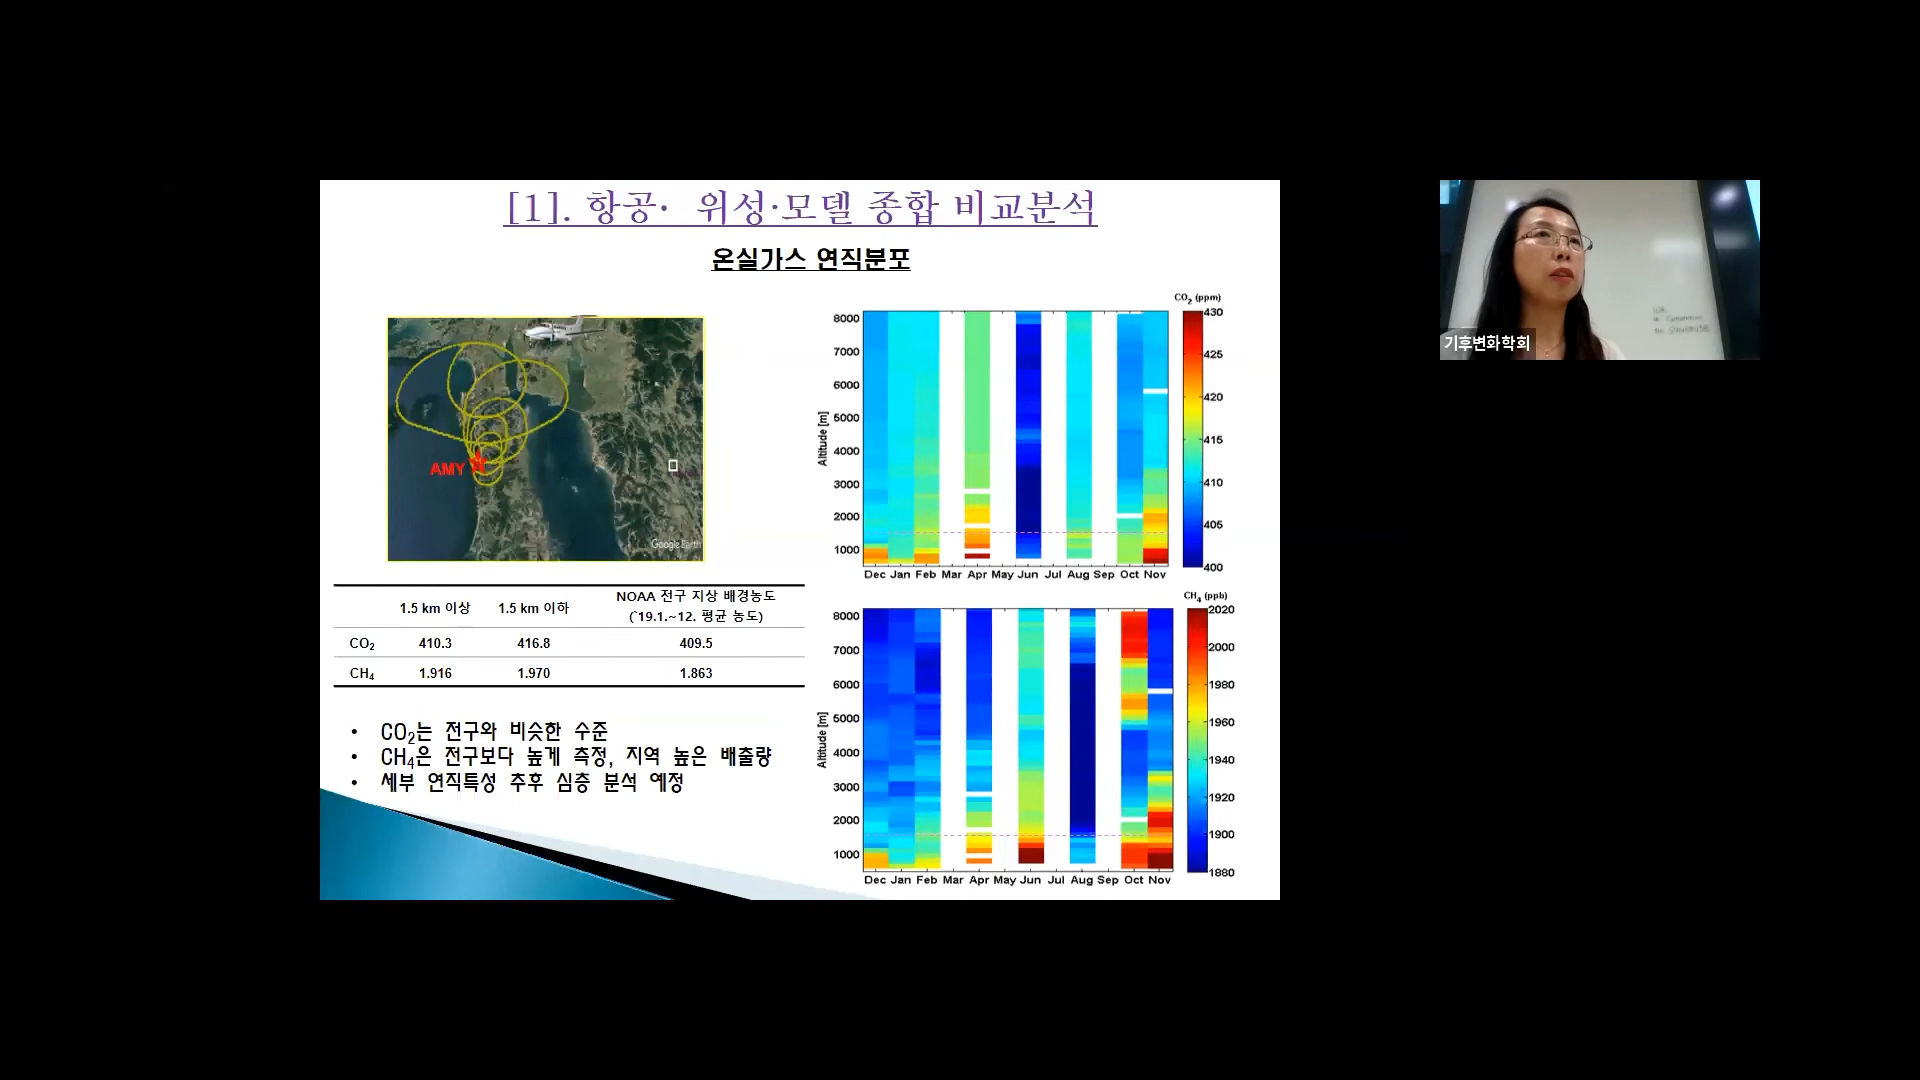 [1]. 항공· 위성·모델 종합 비교분석
온실가스 연직분포
AMY
Google Earth
1.5 km 이상 1.5 km 이하 NOAA 전구 지상 배경농도
(`19.1.~12. 평균 농도)
CO₂ 410.3 416.8 409.5
CH₄ 1.916 1.970 1.863
• CO₂는 전구와 비슷한 수준
• CH₄은 전구보다 높게 측정, 지역 높은 배출량
• 세부 연직특성 추후 심층 분석 예정
CO₂ (ppm)
Altitude [m]
8000
7000
6000
5000
4000
3000
2000
1000
Dec Jan Feb Mar Apr May Jun Jul Aug Sep Oct Nov
430
425
420
415
410
405
400
CH₄ (ppb)
Altitude [m]
8000
7000
6000
5000
4000
3000
2000
1000
Dec Jan Feb Mar Apr May Jun Jul Aug Sep Oct Nov
2020
2000
1980
1960
1940
1920
1900
1880
기후변화학회